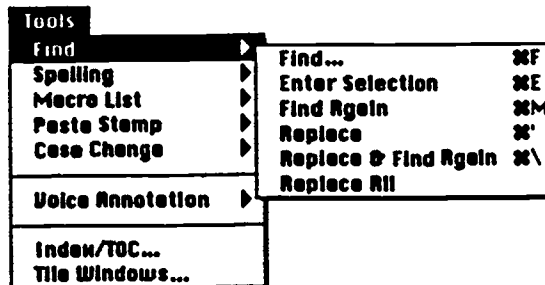 Tools
Find
Spelling
Macro List
Paste Stamp
Case Change
Voice Annotation
Index/TOC...
Tile Windows...
Find... ⌘F
Enter Selection ⌘E
Find Again ⌘M
Replace ⌘'
Replace & Find Again ⌘\
Replace All